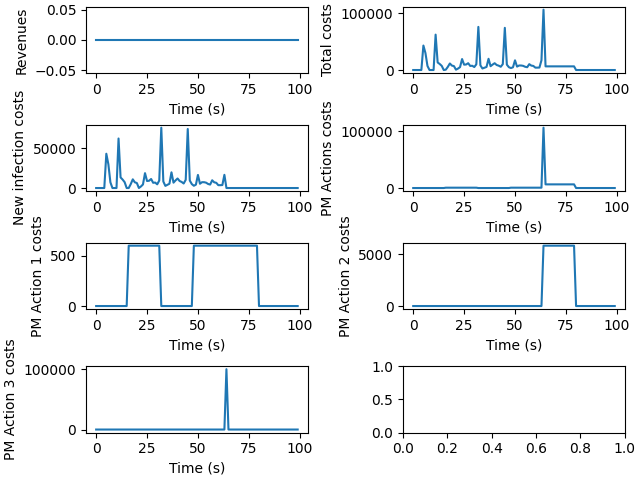 Revenues
0.05
0.00
−0.05
0 25 50 75 100
Time (s)
Total costs
100000
0
0 25 50 75 100
Time (s)
New infection costs
50000
0
0 25 50 75 100
Time (s)
PM Actions costs
100000
0
0 25 50 75 100
Time (s)
PM Action 1 costs
500
0
0 25 50 75 100
Time (s)
PM Action 2 costs
5000
0
0 25 50 75 100
Time (s)
PM Action 3 costs
100000
0
0 25 50 75 100
Time (s)
1.0
0.5
0.0
0.0 0.2 0.4 0.6 0.8 1.0